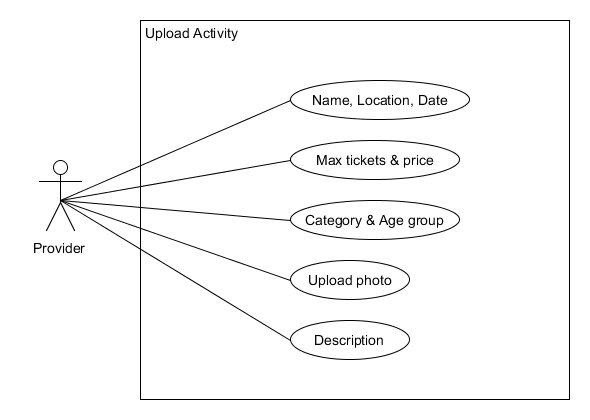 Upload Activity
Name, Location, Date
Max tickets & price
Category & Age group
Provider
Upload photo
Description